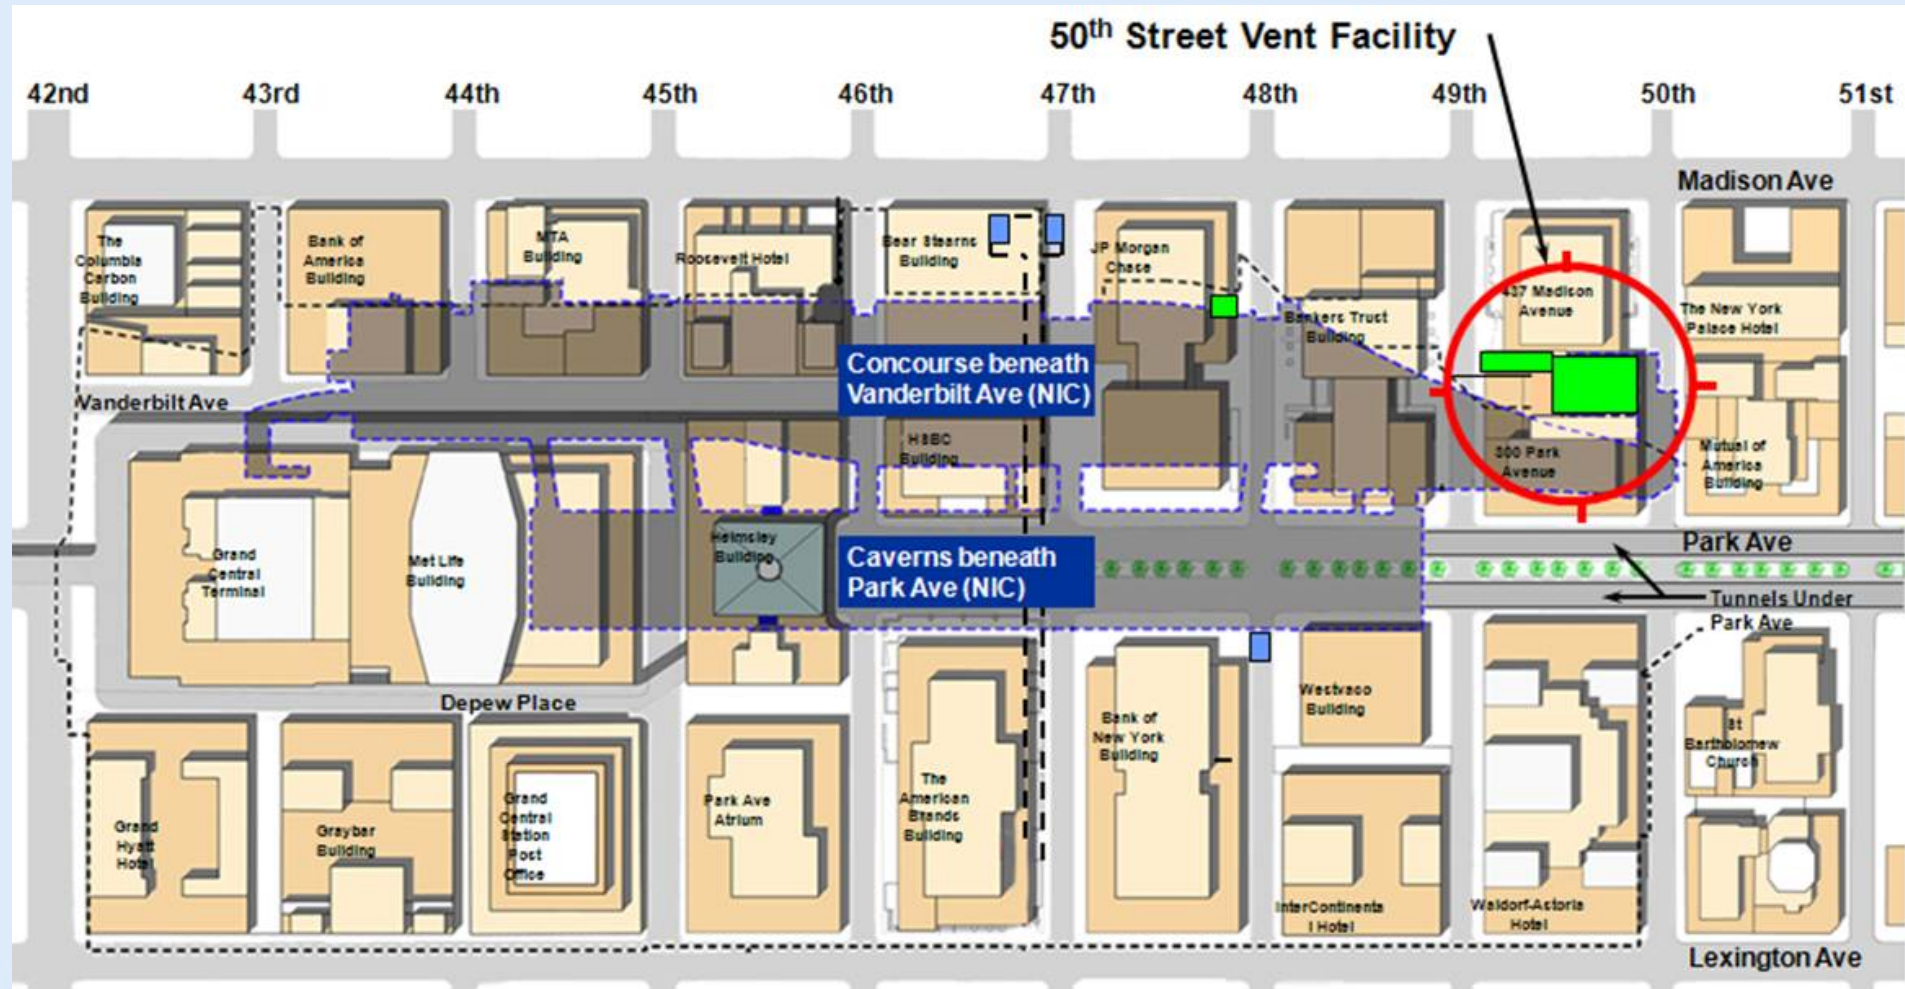 50th Street Vent Facility
42nd
43rd
44th
45th
46th
47th
48th
49th
50th
51st
Madison Ave
The
Columbia
Carbon
Building
Bank of
America
Building
MTA
Building
Roosevelt Hotel
Bear Stearns
Building
JP Morgan
Chase
Bankers Trust
Building
437 Madison
Avenue
The New York
Palace Hotel
Concourse beneath
Vanderbilt Ave (NIC)
Vanderbilt Ave
HSBC
Building
300 Park
Avenue
Mutual of
America
Building
Grand
Central
Terminal
Met Life
Building
Helmsley
Building
Caverns beneath
Park Ave (NIC)
Park Ave
Tunnels Under
Park Ave
Depew Place
Westvaco
Building
Bank of
New York
Building
St
Bartholomew
Church
Grand
Hyatt
Hotel
Graybar
Building
Grand
Central
Station
Post
Office
Park Ave
Atrium
The
American
Brands
Building
InterContinenta
l Hotel
Waldorf-Astoria
Hotel
Lexington Ave